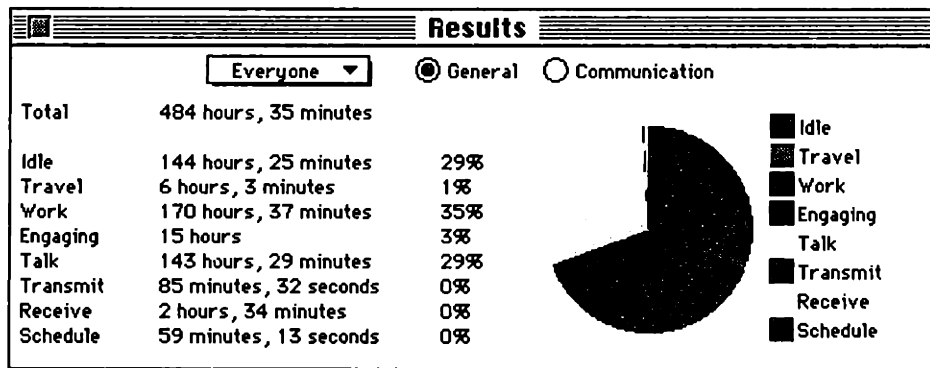 Results
Everyone ▼ General Communication
Total 484 hours, 35 minutes
Idle 144 hours, 25 minutes 29%
Travel 6 hours, 3 minutes 1%
Work 170 hours, 37 minutes 35%
Engaging 15 hours 3%
Talk 143 hours, 29 minutes 29%
Transmit 85 minutes, 32 seconds 0%
Receive 2 hours, 34 minutes 0%
Schedule 59 minutes, 13 seconds 0%
Idle
Travel
Work
Engaging
Talk
Transmit
Receive
Schedule